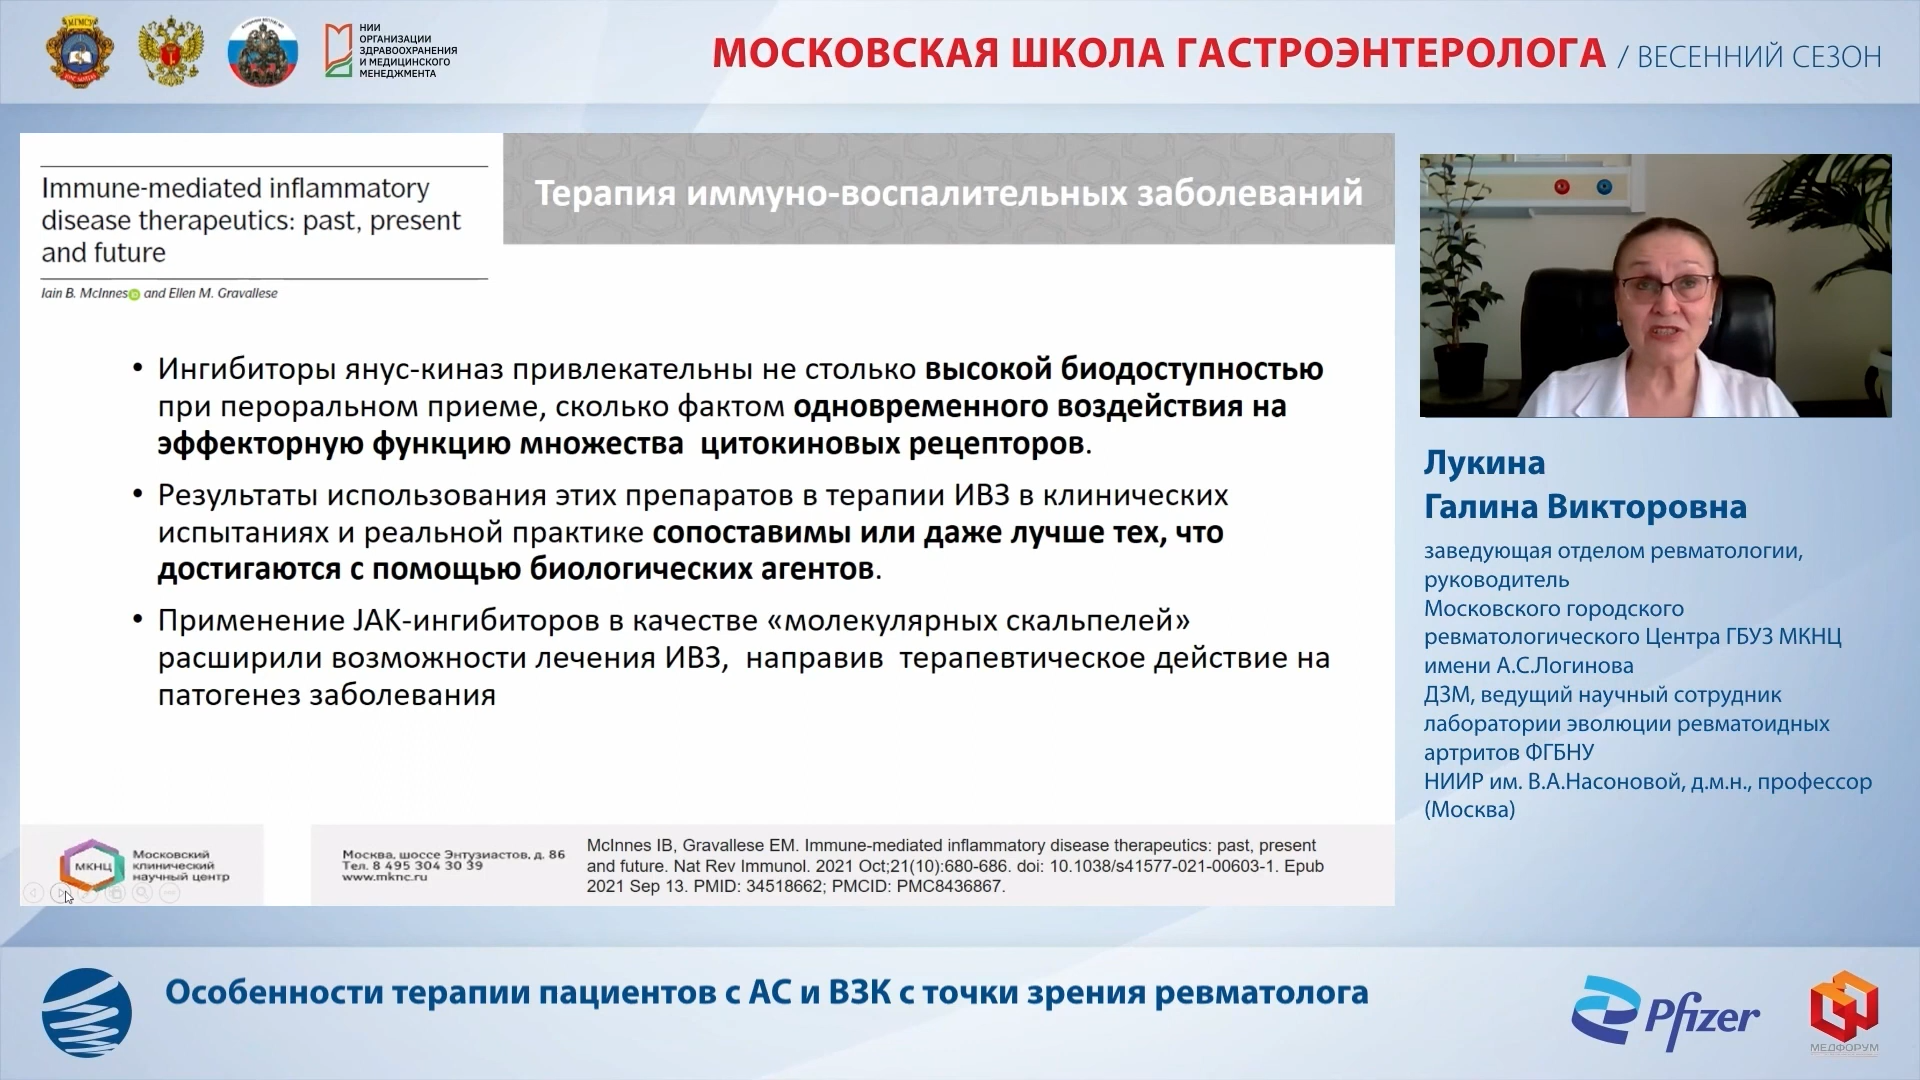 МГМСУ
НИИ
ОРГАНИЗАЦИИ
ЗДРАВООХРАНЕНИЯ
И МЕДИЦИНСКОГО
МЕНЕДЖМЕНТА
МОСКОВСКАЯ ШКОЛА ГАСТРОЭНТЕРОЛОГА / ВЕСЕННИЙ СЕЗОН
Immune-mediated inflammatory
disease therapeutics: past, present
and future
Iain B. McInnes and Ellen M. Gravallese
Терапия иммуно-воспалительных заболеваний
• Ингибиторы янус-киназ привлекательны не столько высокой биодоступностью
при пероральном приеме, сколько фактом одновременного воздействия на
эффекторную функцию множества цитокиновых рецепторов.
• Результаты использования этих препаратов в терапии ИВЗ в клинических
испытаниях и реальной практике сопоставимы или даже лучше тех, что
достигаются с помощью биологических агентов.
• Применение JAK-ингибиторов в качестве «молекулярных скальпелей»
расширили возможности лечения ИВЗ, направив терапевтическое действие на
патогенез заболевания
МКНЦ
Московский
клинический
научный центр
Москва, шоссе Энтузиастов, д. 86
Тел. 8 495 304 30 39
www.mknc.ru
McInnes IB, Gravallese EM. Immune-mediated inflammatory disease therapeutics: past, present
and future. Nat Rev Immunol. 2021 Oct;21(10):680-686. doi: 10.1038/s41577-021-00603-1. Epub
2021 Sep 13. PMID: 34518662; PMCID: PMC8436867.
Лукина
Галина Викторовна
заведующая отделом ревматологии,
руководитель
Московского городского
ревматологического Центра ГБУЗ МКНЦ
имени А.С.Логинова
ДЗМ, ведущий научный сотрудник
лаборатории эволюции ревматоидных
артритов ФГБНУ
НИИР им. В.А.Насоновой, д.м.н., профессор
(Москва)
Особенности терапии пациентов с АС и ВЗК с точки зрения ревматолога
Pfizer
МЕДФОРУМ